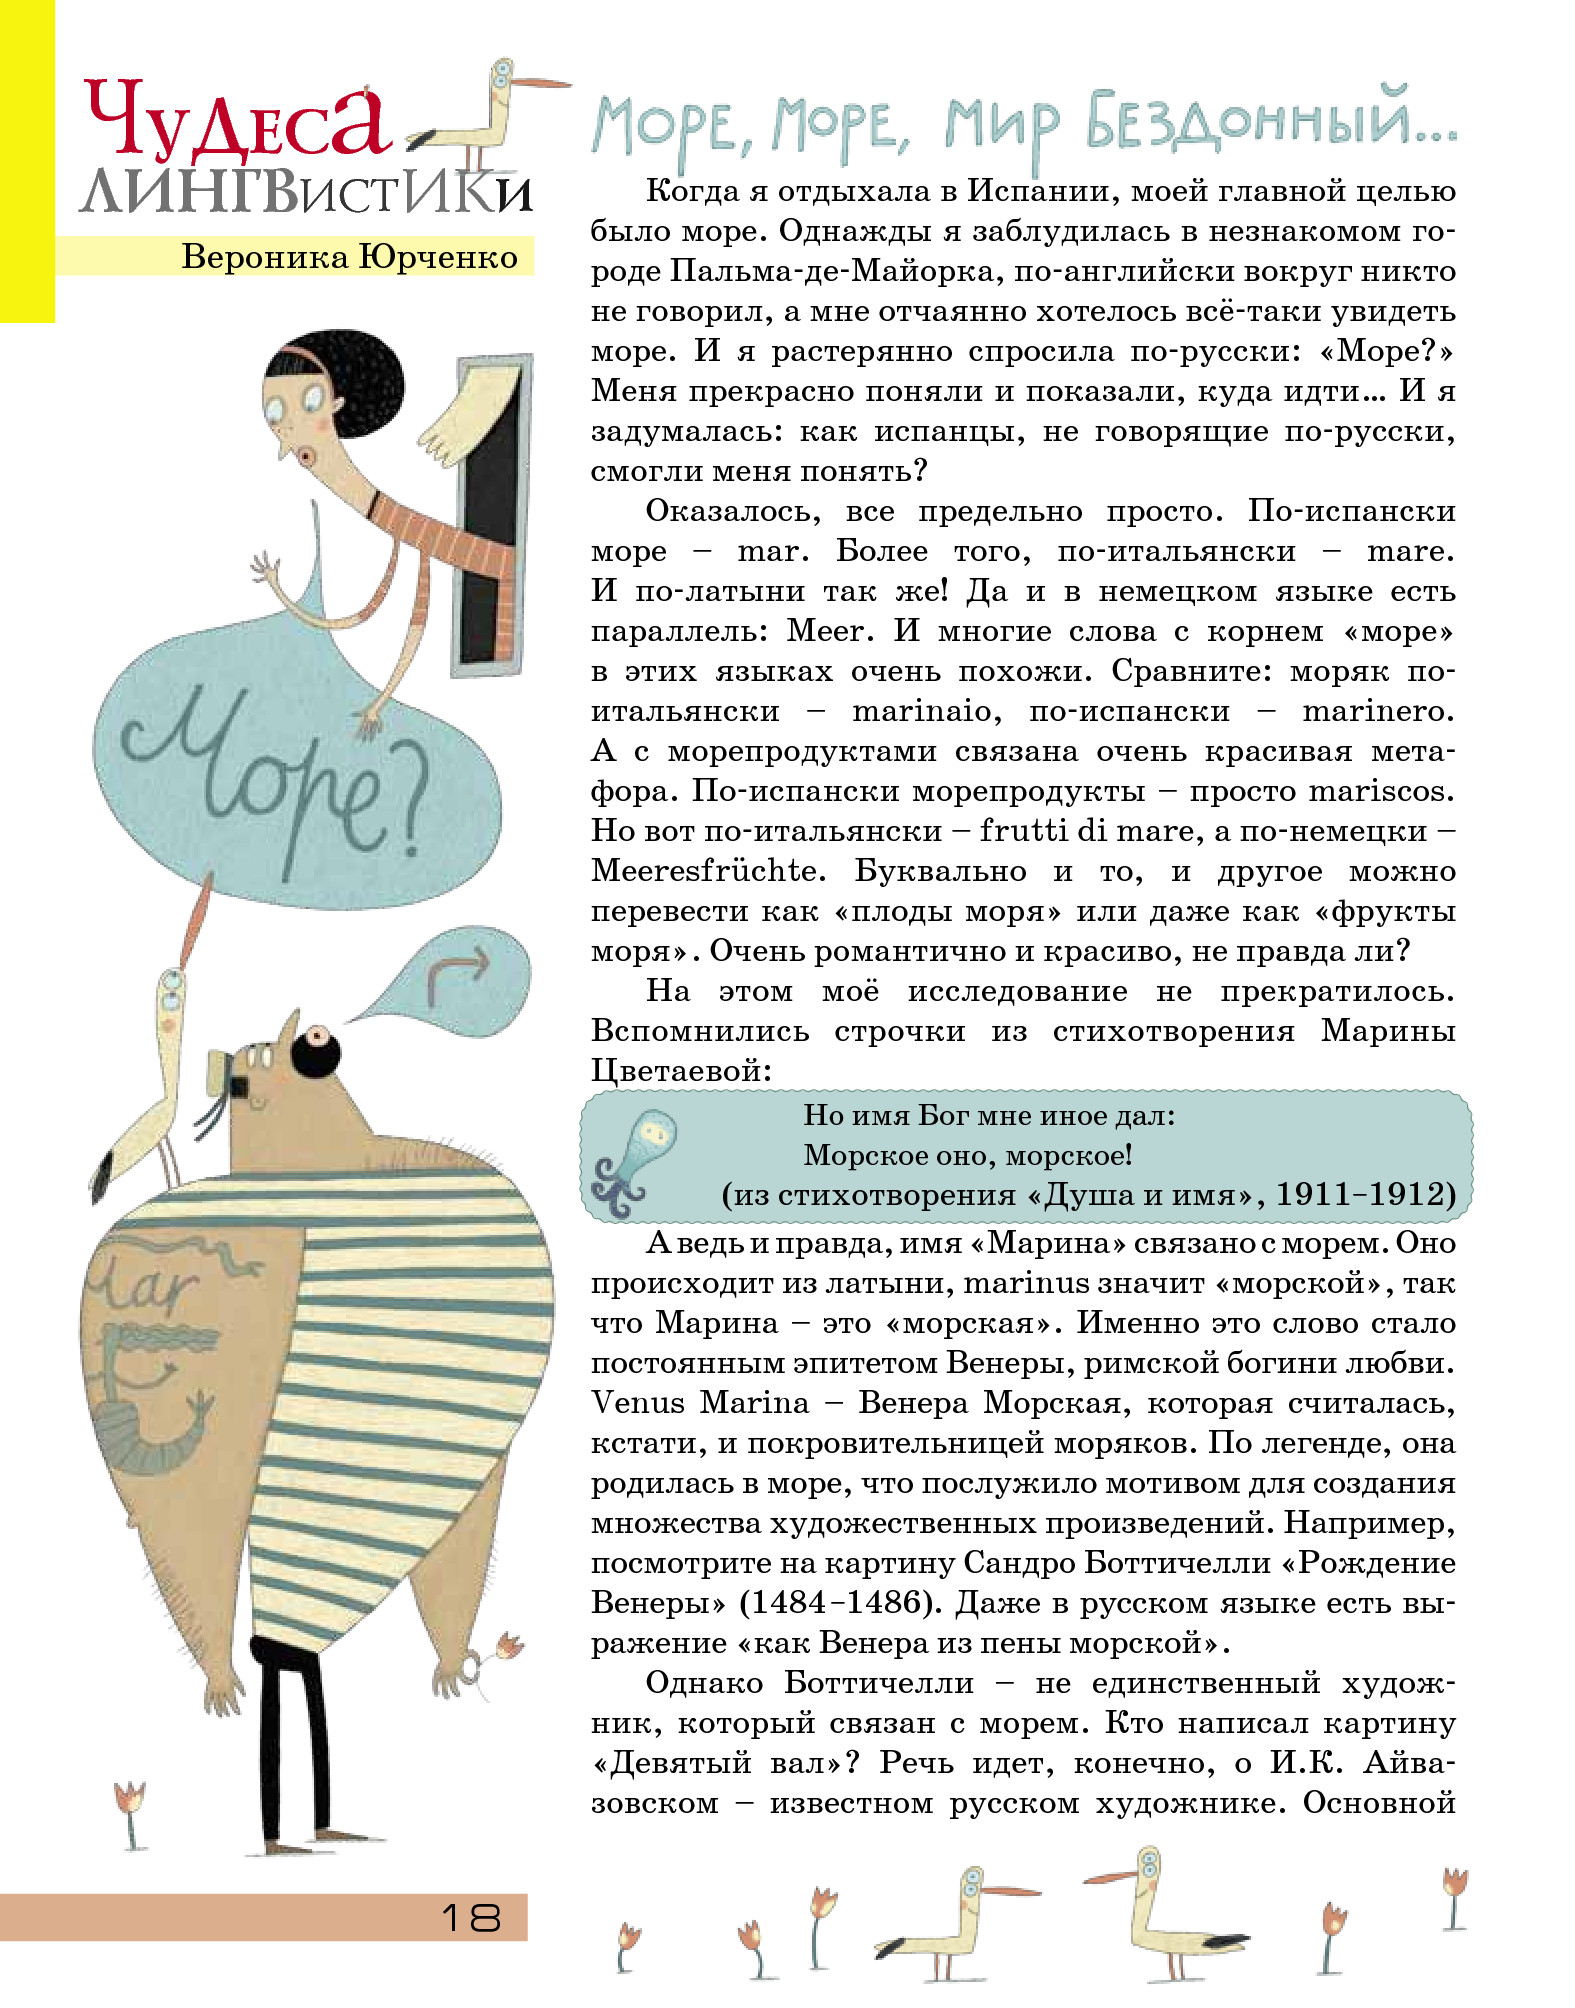 Чудеса
лингвистики
Вероника Юрченко
Море, море, мир бездонный...
Когда я отдыхала в Испании, моей главной целью
было море. Однажды я заблудилась в незнакомом го-
роде Пальма-де-Майорка, по-английски вокруг никто
не говорил, а мне отчаянно хотелось всё-таки увидеть
море. И я растерянно спросила по-русски: «Море?»
Меня прекрасно поняли и показали, куда идти... И я
задумалась: как испанцы, не говорящие по-русски,
смогли меня понять?
Оказалось, все предельно просто. По-испански
море – mar. Более того, по-итальянски – mare.
И по-латыни так же! Да и в немецком языке есть
параллель: Meer. И многие слова с корнем «море»
в этих языках очень похожи. Сравните: моряк по-
итальянски – marinaio, по-испански – marinero.
А с морепродуктами связана очень красивая мета-
фора. По-испански морепродукты – просто mariscos.
Но вот по-итальянски – frutti di mare, а по-немецки –
Meeresfrüchte. Буквально и то, и другое можно
перевести как «плоды моря» или даже как «фрукты
моря». Очень романтично и красиво, не правда ли?
На этом моё исследование не прекратилось.
Вспомнились строчки из стихотворения Марины
Цветаевой:
Но имя Бог мне иное дал:
Морское оно, морское!
(из стихотворения «Душа и имя», 1911–1912)
А ведь и правда, имя «Марина» связано с морем. Оно
происходит из латыни, marinus значит «морской», так
что Марина – это «морская». Именно это слово стало
постоянным эпитетом Венеры, римской богини любви.
Venus Marina – Венера Морская, которая считалась,
кстати, и покровительницей моряков. По легенде, она
родилась в море, что послужило мотивом для создания
множества художественных произведений. Например,
посмотрите на картину Сандро Боттичелли «Рождение
Венеры» (1484–1486). Даже в русском языке есть вы-
ражение «как Венера из пены морской».
Однако Боттичелли – не единственный худож-
ник, который связан с морем. Кто написал картину
«Девятый вал»? Речь идет, конечно, о И.К. Айва-
зовском – известном русском художнике. Основной
Море?
Mar
18